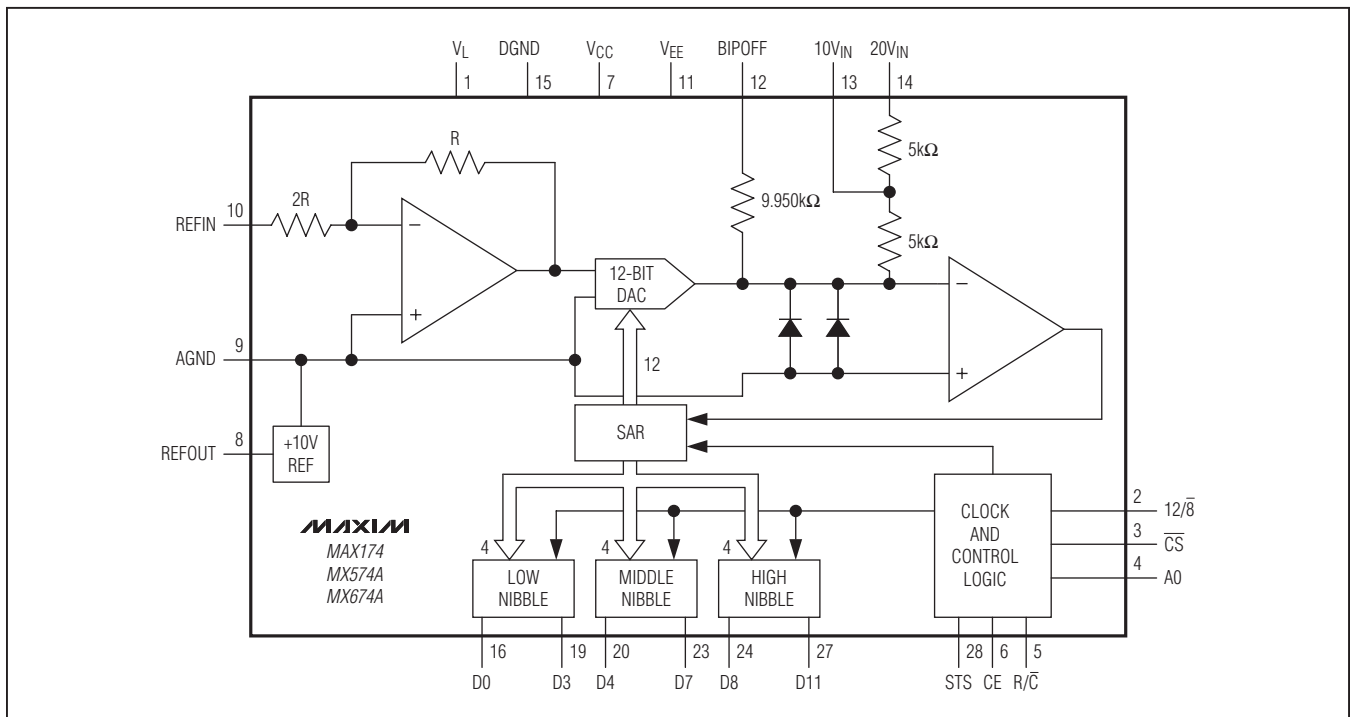 V_L DGND V_CC V_EE BIPOFF 10V_IN 20V_IN
1 15 7 11 12 13 14
R
5kΩ
2R
9.950kΩ
10
REFIN
−
5kΩ
12-BIT
DAC
−
+
9
AGND
12
+
8
REFOUT
+10V
REF
SAR
MAXIM
MAX174
MX574A
MX674A
CLOCK
AND
CONTROL
LOGIC
2
12/8̅
3
C̅S̅
4
A0
4 4 4
LOW
NIBBLE
MIDDLE
NIBBLE
HIGH
NIBBLE
16 19 20 23 24 27 28 6 5
D0 D3 D4 D7 D8 D11 STS CE R/C̅